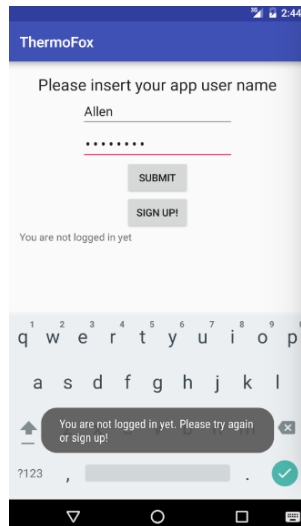 2:44
ThermoFox
Please insert your app user name
Allen
••••••••
SUBMIT
SIGN UP!
You are not logged in yet
1 2 3 4 5 6 7 8 9
q w e r t y u i o p
a s d f g h j k l
You are not logged in yet. Please try again
or sign up!
?123 , .